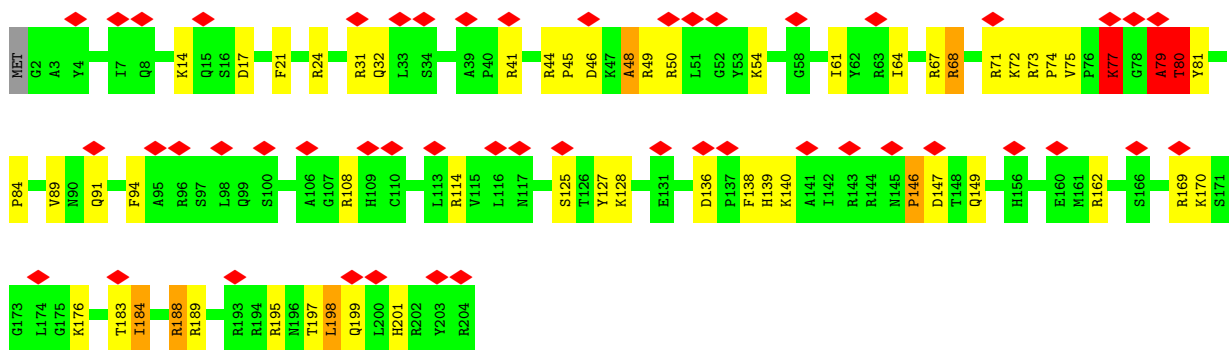 MET G2 A3 Y4 I7 Q8 K14 Q15 S16 D17 F21 R24 R31 Q32 L33 S34 A39 P40 R41 R44 P45 D46 K47 A48 R49 R50 L51 G52 Y53 K54 G58 I61 Y62 R63 I64 R67 R68 R71 K72 R73 P74 V75 P76 K77 G78 A79 T80 Y81
P84 V89 N90 Q91 F94 A95 R96 S97 L98 Q99 S100 A106 G107 R108 H109 C110 L113 R114 V115 L116 N117 S125 T126 Y127 K128 E131 D136 P137 F138 H139 K140 A141 I142 R143 R144 N145 P146 D147 T148 Q149 H156 E160 M161 R162 S166 R169 K170 S171
G173 L174 G175 K176 T183 I184 R188 R189 R193 R194 R195 N196 T197 L198 Q199 L200 H201 R202 Y203 R204